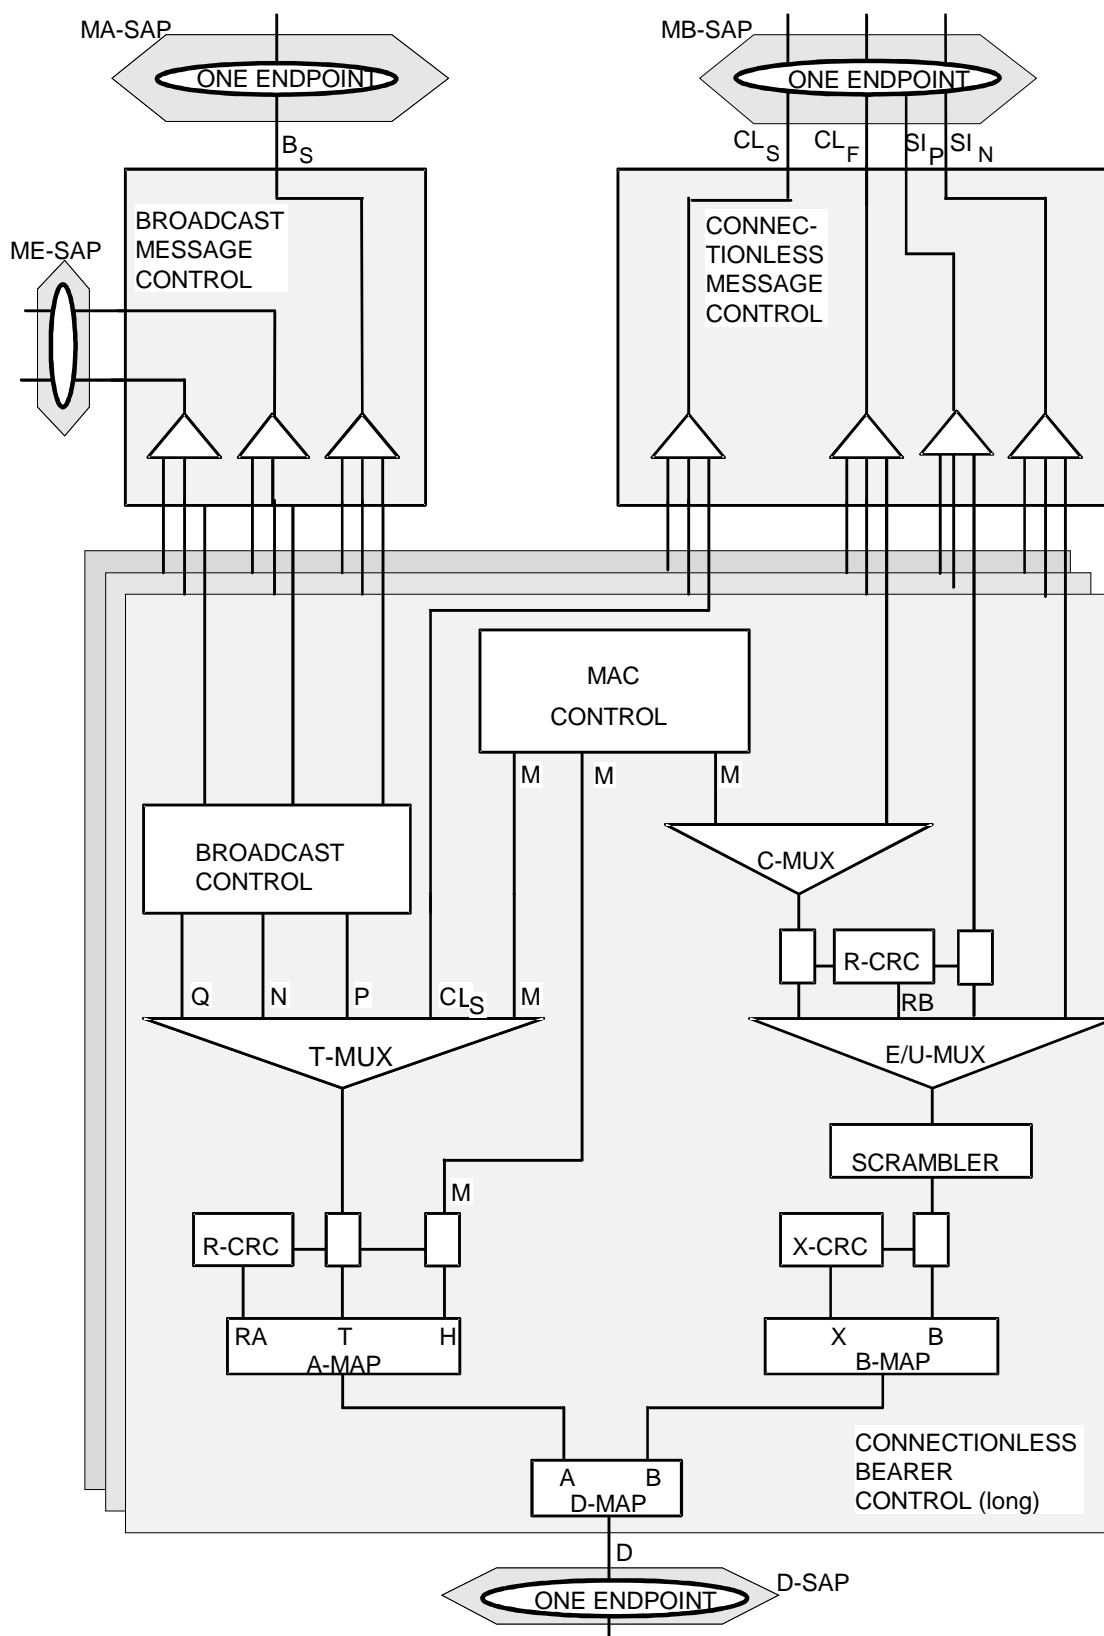 MA-SAP
MB-SAP
ONE ENDPOINT
ONE ENDPOINT
BS
CLS
CLF
SIP
SIN
BROADCAST
MESSAGE
CONTROL
ME-SAP
CONNEC-
TIONLESS
MESSAGE
CONTROL
MAC
CONTROL
M
M
M
BROADCAST
CONTROL
C-MUX
R-CRC
Q
N
P
CLS
M
RB
T-MUX
E/U-MUX
SCRAMBLER
M
R-CRC
X-CRC
RA
T
H
A-MAP
X
B
B-MAP
CONNECTIONLESS
BEARER
CONTROL (long)
A
B
D-MAP
D
D-SAP
ONE ENDPOINT